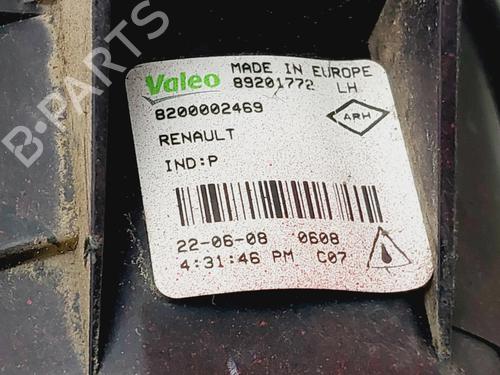 B-PARTS
Valeo MADE IN EUROPE
89201772 LH
8200002469 ARH
RENAULT
IND:P
22-06-08 0608
4:31:46 PM C07